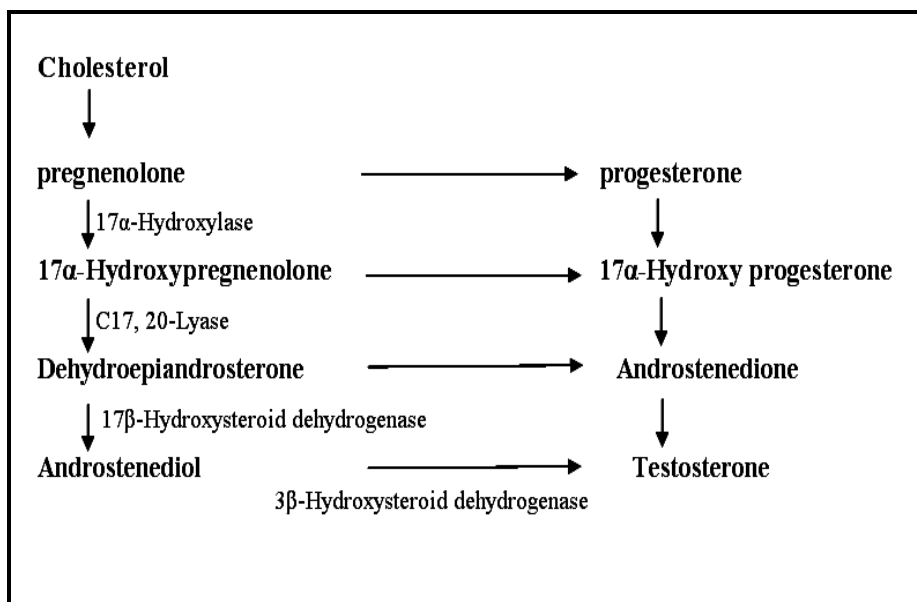 Cholesterol
pregnenolone progesterone
17α-Hydroxylase
17α-Hydroxypregnenolone 17α-Hydroxy progesterone
C17, 20-Lyase
Dehydroepiandrosterone Androstenedione
17β-Hydroxysteroid dehydrogenase
Androstenediol Testosterone
3β-Hydroxysteroid dehydrogenase